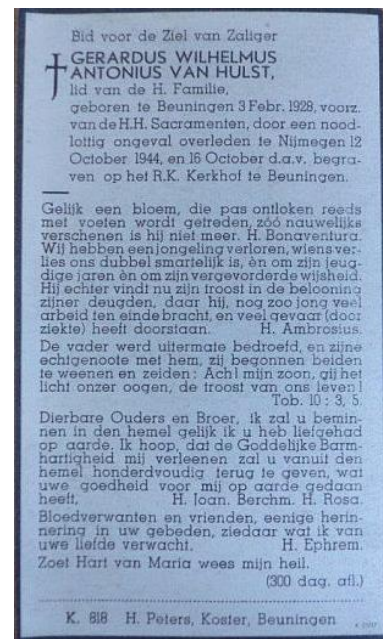 Bid voor de Ziel van Zaliger
GERARDUS WILHELMUS
ANTONIUS VAN HULST,
lid van de H. Familie,
geboren te Beuningen 3 Febr. 1928, voorz.
van de H.H. Sacramenten, door een nood-
lottig ongeval overleden te Nijmegen 12
October 1944, en 16 October d.a.v. begra-
ven op het R.K. Kerkhof te Beuningen.
Gelijk een bloem, die pas ontloken reeds
met voeten wordt getreden, zóó nauwelijks
verschenen is hij niet meer. H. Bonaventura.
Wij hebben een jongeling verloren, wiens ver-
lies ons dubbel smartelijk is, èn om zijn jeug-
dige jaren èn om zijn vergevorderde wijsheid.
Hij echter vindt nu zijn troost in de belooning
zijner deugden, daar hij, nog zoo jong veel
arbeid ten einde bracht, en veel gevaar (door
ziekte) heeft doorstaan. H. Ambrosius.
De vader werd uitermate bedroefd, en zijne
echtgenoote met hem, zij begonnen beiden
te weenen en zeiden: Ach! mijn zoon, gij het
licht onzer oogen, de troost van ons leven!
Tob. 10 : 3, 5.
Dierbare Ouders en Broer, ik zal u bemin-
nen in den hemel gelijk ik u heb liefgehad
op aarde. Ik hoop, dat de Goddelijke Barm-
hartigheid mij verleenen zal u vanuit den
hemel honderdvoudig terug te geven, wat
uwe goedheid voor mij op aarde gedaan
heeft, H. Joan. Berchm. H. Rosa.
Bloedverwanten en vrienden, eenige herin-
nering in uw gebeden, ziedaar wat ik van
uwe liefde verwacht. H. Ephrem.
Zoet Hart van Maria wees mijn heil.
(300 dag. afl.)
K. 818 H. Peters, Koster, Beuningen